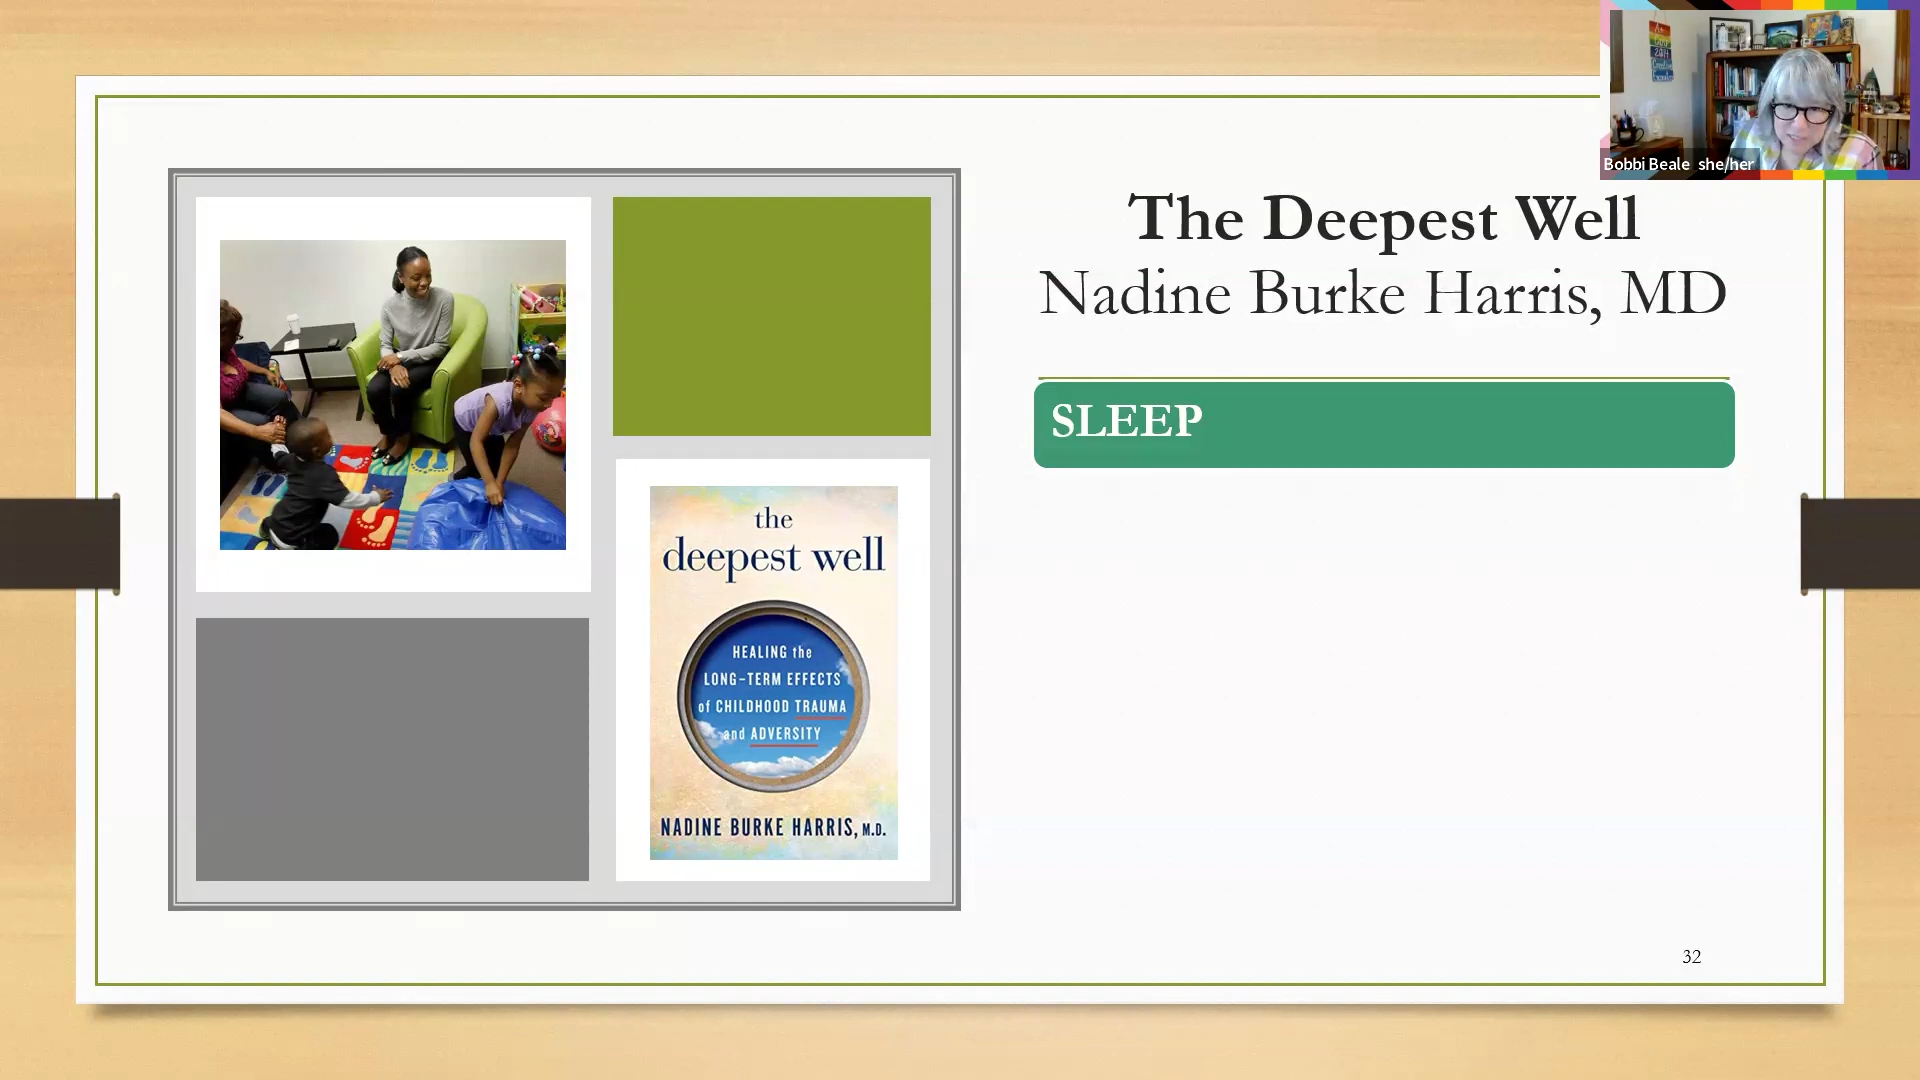 Bobbi Beale she/her
The Deepest Well
Nadine Burke Harris, MD
SLEEP
the
deepest well
HEALING the
LONG-TERM EFFECTS
of CHILDHOOD TRAUMA
and ADVERSITY
NADINE BURKE HARRIS, M.D.
32